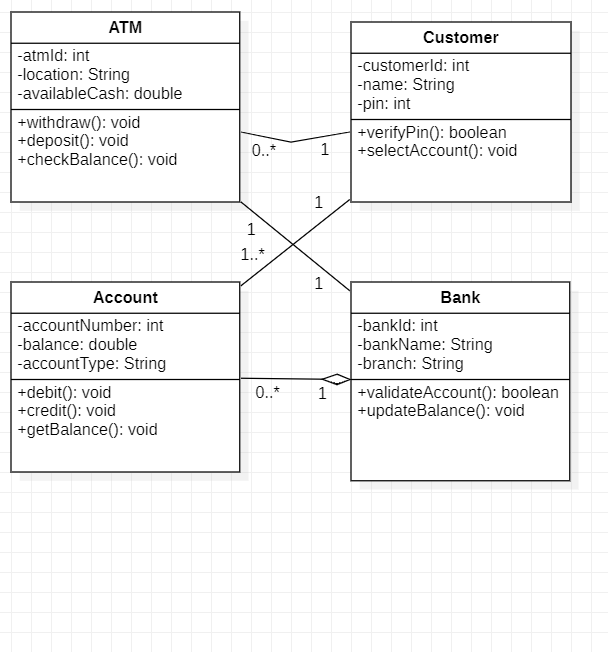 ATM
-atmId: int
-location: String
-availableCash: double
+withdraw(): void
+deposit(): void
+checkBalance(): void
Customer
-customerId: int
-name: String
-pin: int
+verifyPin(): boolean
+selectAccount(): void
0..*
1
1
1
1..*
1
Account
-accountNumber: int
-balance: double
-accountType: String
+debit(): void
+credit(): void
+getBalance(): void
Bank
-bankId: int
-bankName: String
-branch: String
+validateAccount(): boolean
+updateBalance(): void
0..*
1